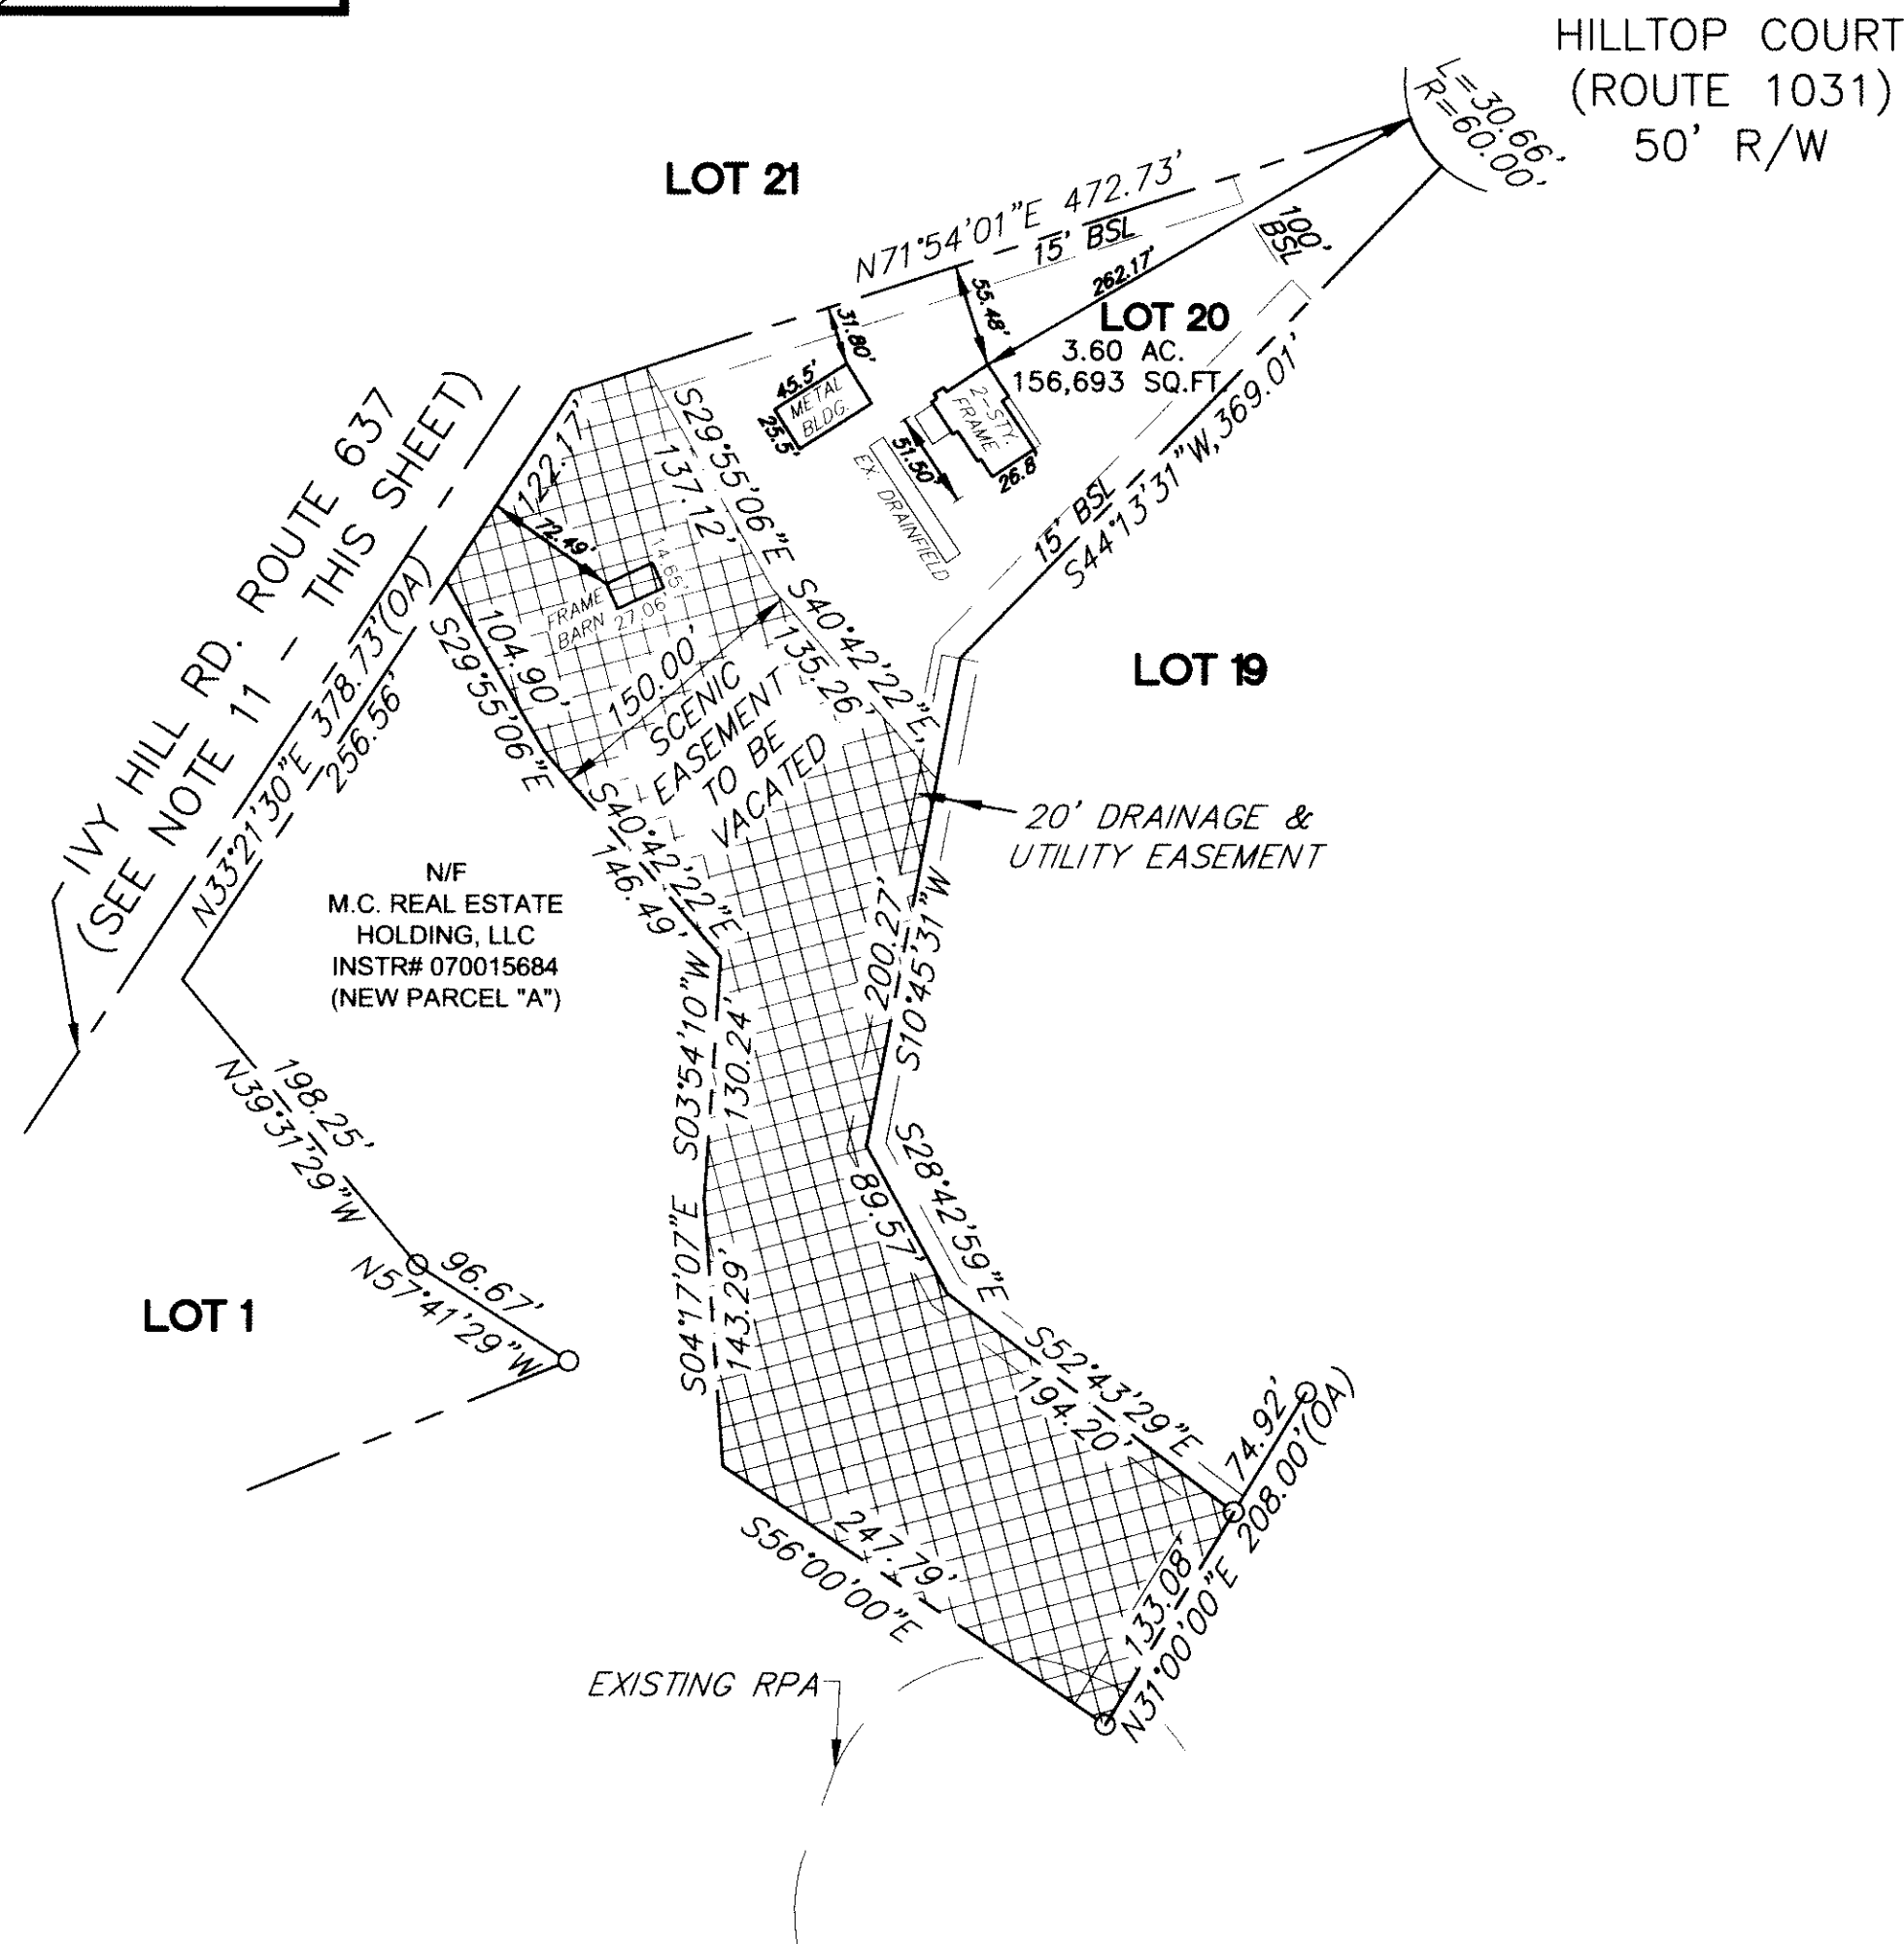 HILLTOP COURT
(ROUTE 1031)
50' R/W
L=30.66'
R=60.00'
LOT 21
N71°54'01"E 472.73'
15' BSL
100'
BSL
262.17'
55.48'
31.80'
LOT 20
3.60 AC.
156,693 SQ.FT.
45.5'
METAL
BLDG.
25.5'
2-STY.
FRAME
51.50'
26.8'
EX. DRAINFIELD
15' BSL
S44°13'31"W, 369.01'
IVY HILL RD. ROUTE 637
(SEE NOTE 11 - THIS SHEET)
N33°21'30"E 378.73'(OA)
256.56'
122.17'
S29°55'06"E
137.12'
72.49'
14.65'
FRAME
BARN 27.06'
104.90'
S29°55'06"E
150.00'
S40°42'22"E,
135.26'
SCENIC
EASEMENT
TO BE
VACATED
LOT 19
S40°42'22"E
146.49'
20' DRAINAGE &
UTILITY EASEMENT
N/F
M.C. REAL ESTATE
HOLDING, LLC
INSTR# 070015684
(NEW PARCEL "A")
200.27'
S10°45'31"W
S03°54'10"W
130.24'
198.25'
N39°31'29"W
S28°42'59"E
89.57'
S04°17'07"E
143.29'
96.67'
N57°41'29"W
LOT 1
S52°43'29"E
194.20'
74.92'
N31°00'00"E 208.00'(OA)
133.08'
247.79'
S56°00'00"E
EXISTING RPA